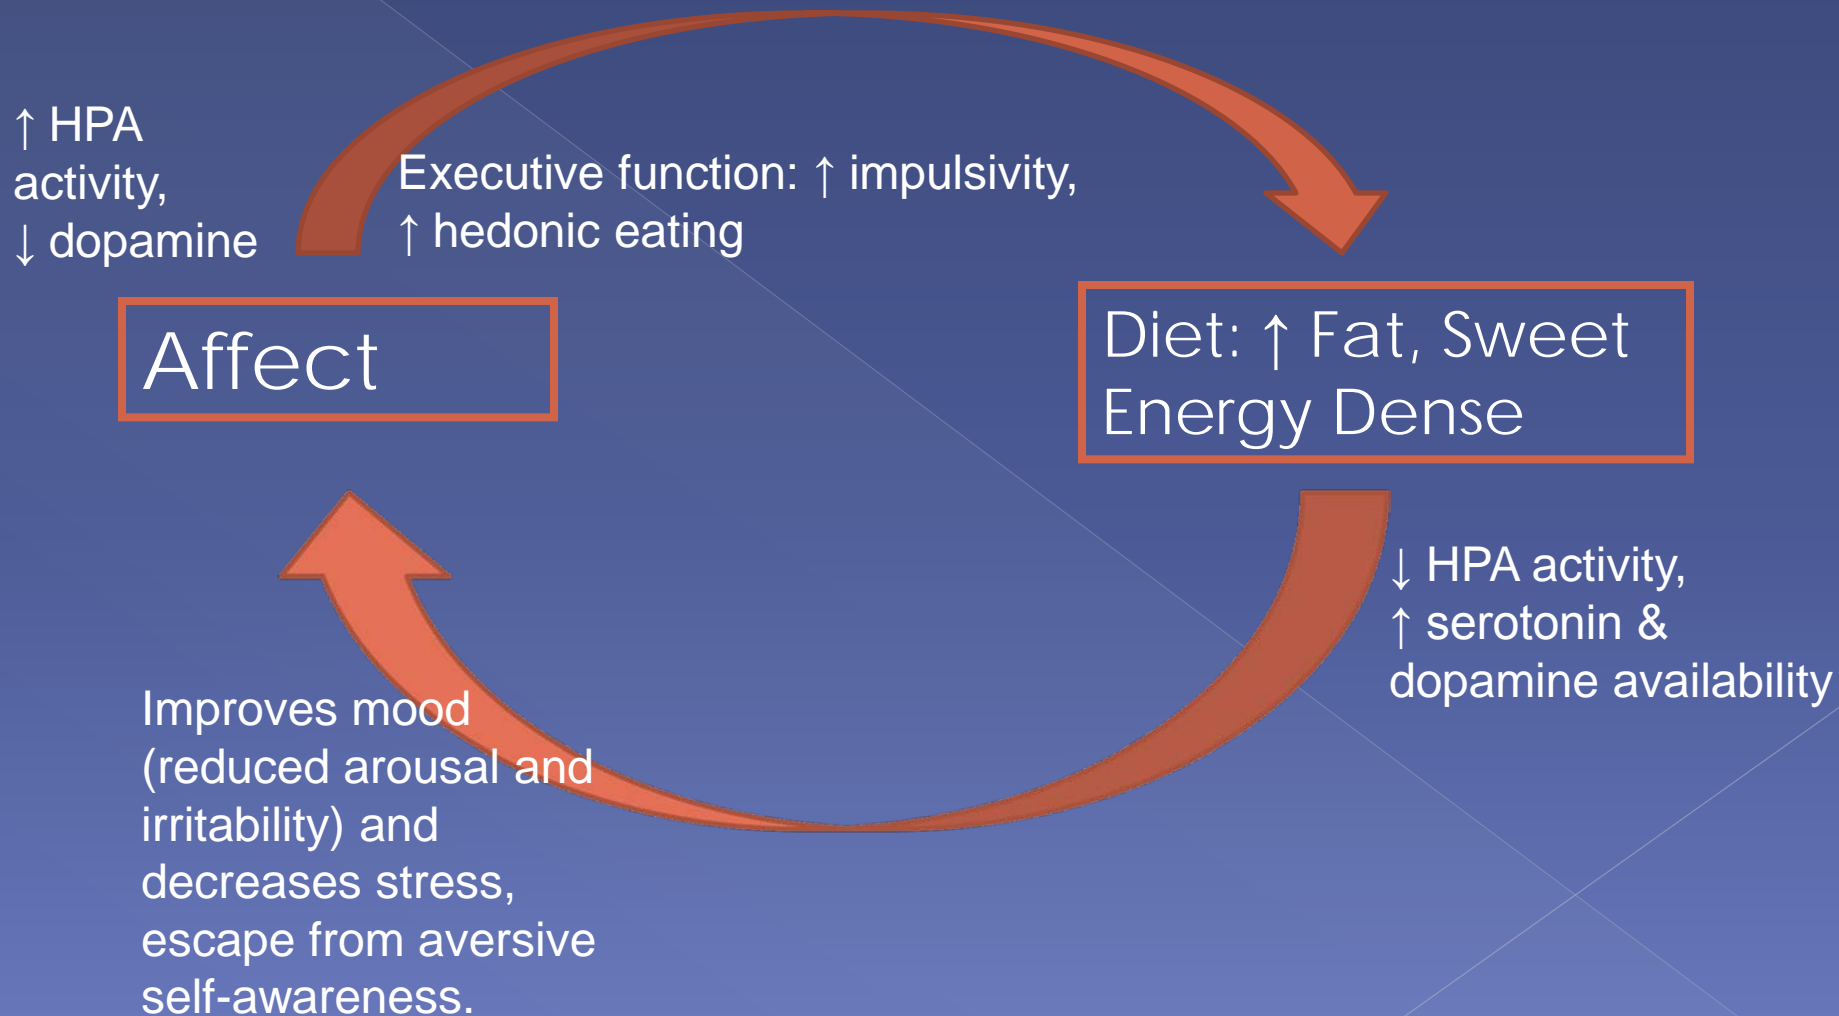 ↑ HPA
activity,
↓ dopamine
Executive function: ↑ impulsivity,
↑ hedonic eating
Affect
Diet: ↑ Fat, Sweet
Energy Dense
↓ HPA activity,
↑ serotonin &
dopamine availability
Improves mood
(reduced arousal and
irritability) and
decreases stress,
escape from aversive
self-awareness.